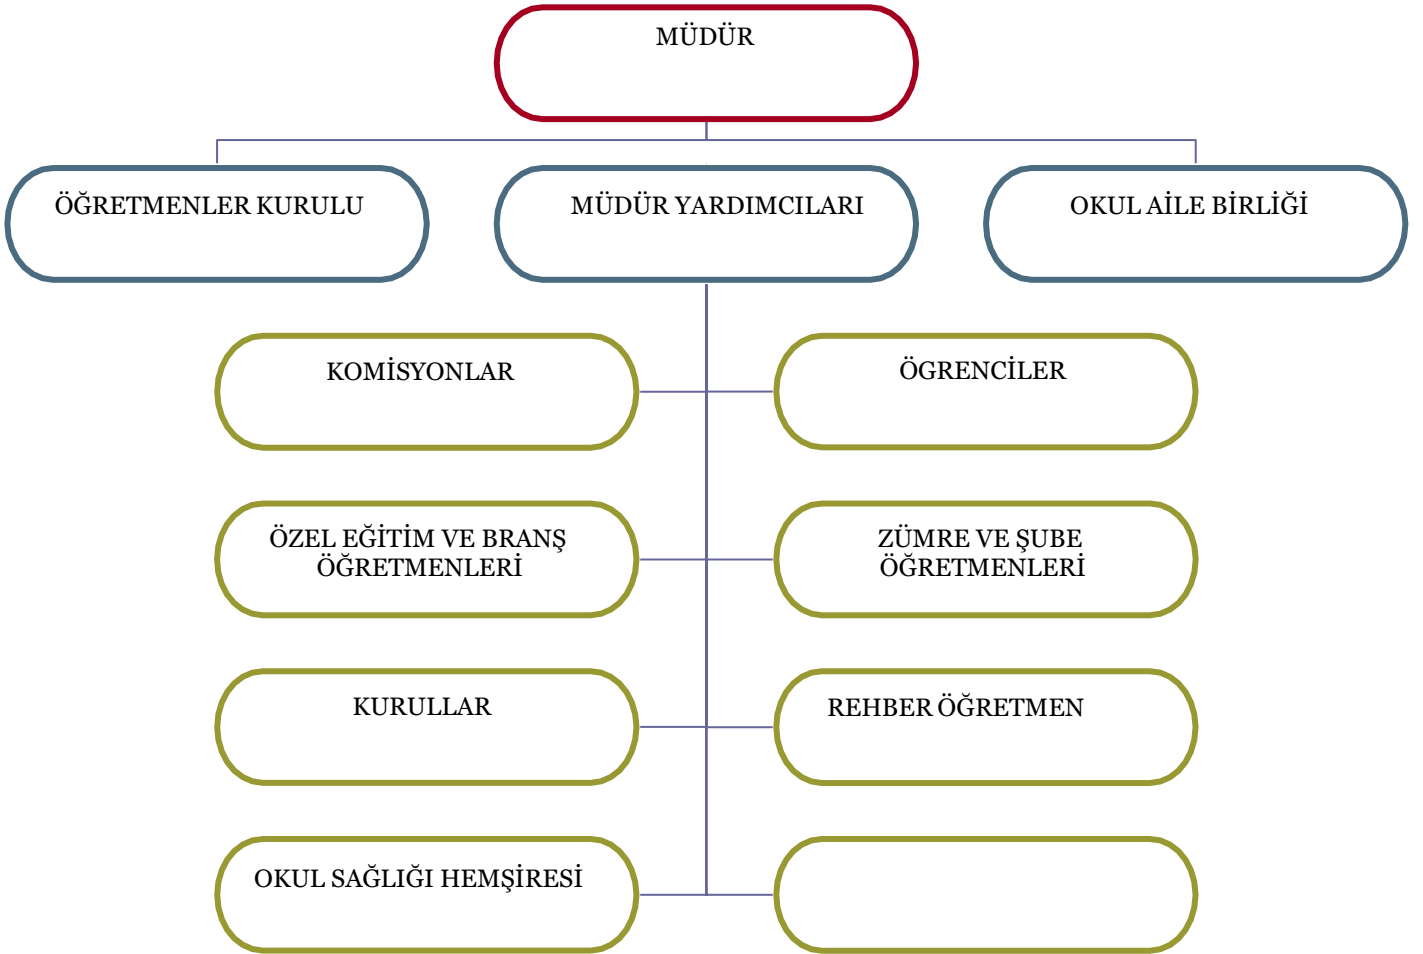 MÜDÜR
ÖĞRETMENLER KURULU
MÜDÜR YARDIMCILARI
OKUL AİLE BİRLİĞİ
KOMİSYONLAR
ÖGRENCİLER
ÖZEL EĞİTİM VE BRANŞ
ÖĞRETMENLERİ
ZÜMRE VE ŞUBE
ÖĞRETMENLERİ
KURULLAR
REHBER ÖĞRETMEN
OKUL SAĞLIĞI HEMŞİRESİ